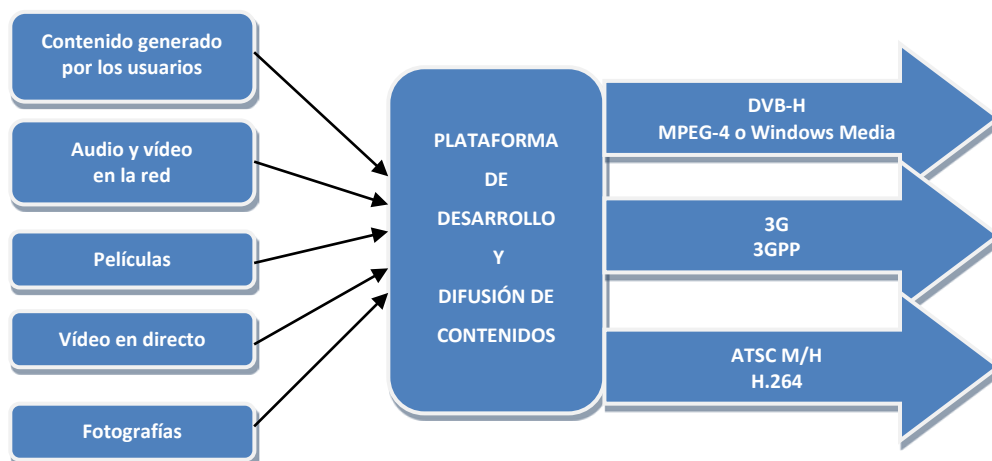 Contenido generado
por los usuarios
Audio y vídeo
en la red
Películas
Vídeo en directo
Fotografías
PLATAFORMA
DE
DESARROLLO
Y
DIFUSIÓN DE
CONTENIDOS
DVB-H
MPEG-4 o Windows Media
3G
3GPP
ATSC M/H
H.264